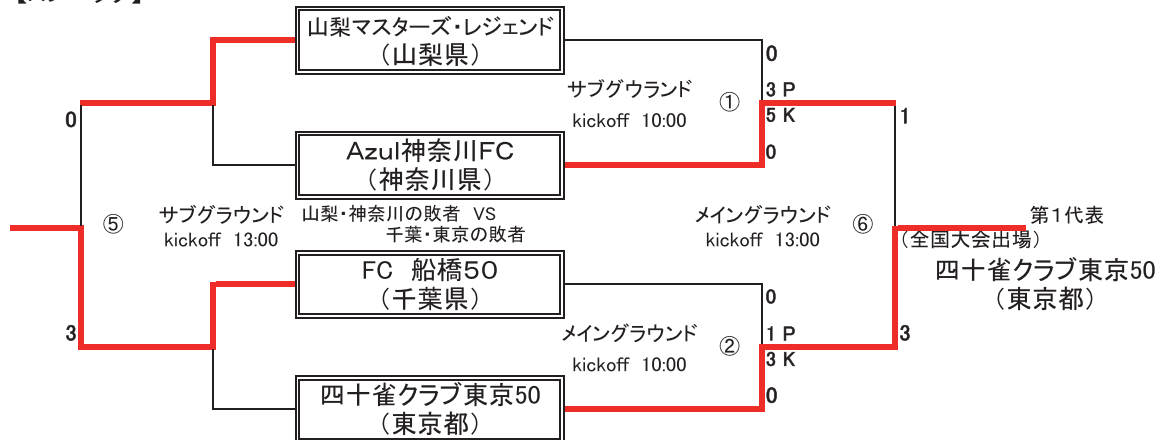 山梨マスターズ・レジェンド
（山梨県）
0
サブグウランド
①
3 P
kickoff 10:00
5 K
0
1
0
Azul神奈川FC
（神奈川県）
⑤
サブグラウンド
kickoff 13:00
山梨・神奈川の敗者 VS
千葉・東京の敗者
メイングラウンド
kickoff 13:00
⑥
第1代表
（全国大会出場）
四十雀クラブ東京50
（東京都）
FC 船橋50
（千葉県）
0
3
メイングラウンド
②
1 P
kickoff 10:00
3 K
3
0
四十雀クラブ東京50
（東京都）